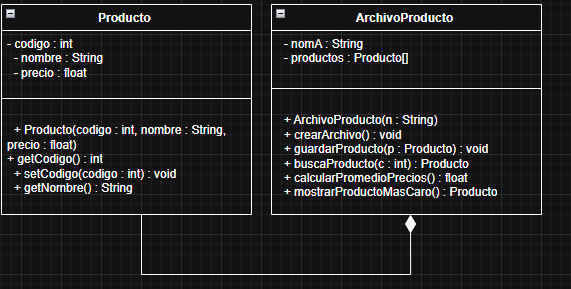 Producto
- codigo : int
- nombre : String
- precio : float
+ Producto(codigo : int, nombre : String,
precio : float)
+ getCodigo() : int
+ setCodigo(codigo : int) : void
+ getNombre() : String
ArchivoProducto
- nomA : String
- productos : Producto[]
+ ArchivoProducto(n : String)
+ crearArchivo() : void
+ guardarProducto(p : Producto) : void
+ buscaProducto(c : int) : Producto
+ calcularPromedioPrecios() : float
+ mostrarProductoMasCaro() : Producto